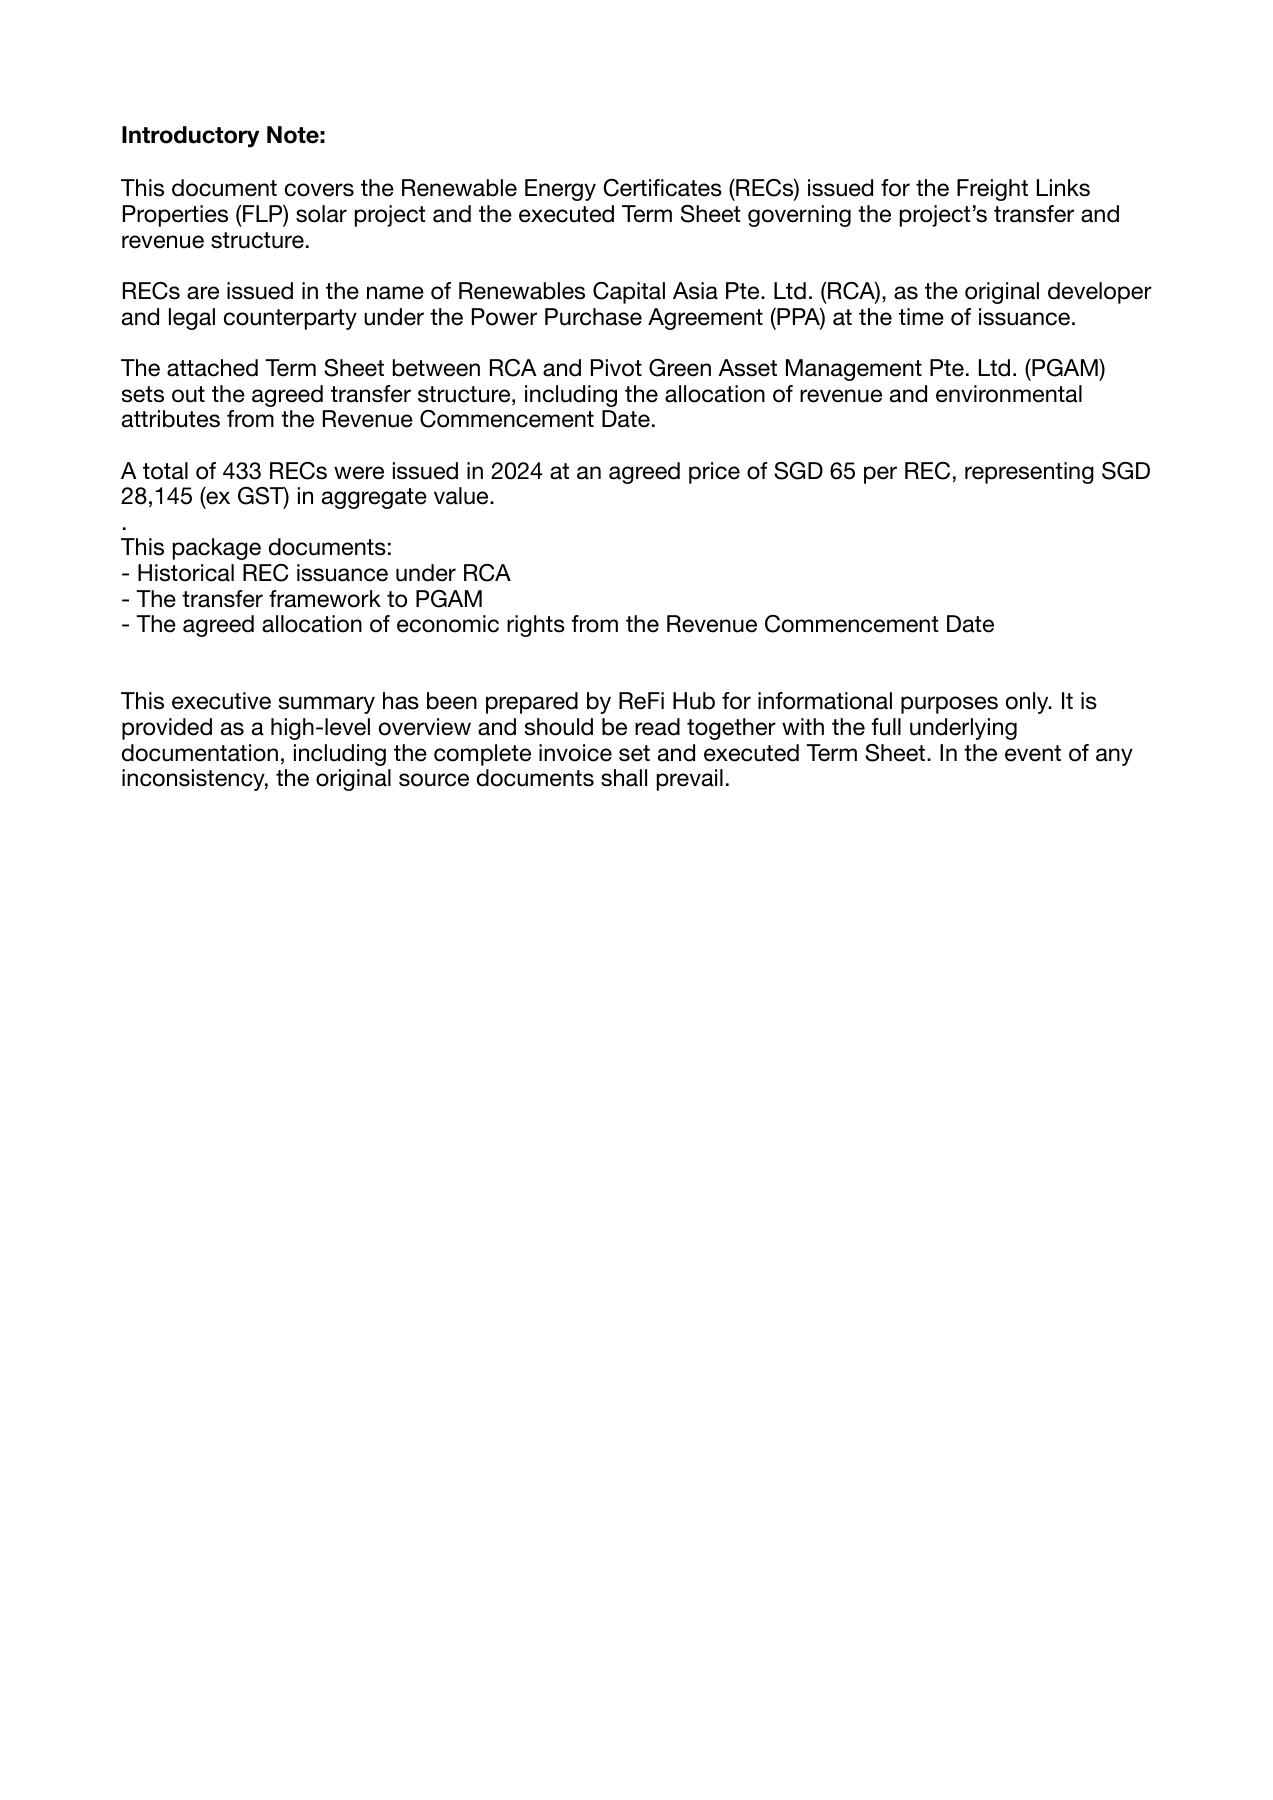 Introductory Note:
This document covers the Renewable Energy Certificates (RECs) issued for the Freight Links
Properties (FLP) solar project and the executed Term Sheet governing the project’s transfer and
revenue structure.
RECs are issued in the name of Renewables Capital Asia Pte. Ltd. (RCA), as the original developer
and legal counterparty under the Power Purchase Agreement (PPA) at the time of issuance.
The attached Term Sheet between RCA and Pivot Green Asset Management Pte. Ltd. (PGAM)
sets out the agreed transfer structure, including the allocation of revenue and environmental
attributes from the Revenue Commencement Date.
A total of 433 RECs were issued in 2024 at an agreed price of SGD 65 per REC, representing SGD
28,145 (ex GST) in aggregate value.
.
This package documents:
- Historical REC issuance under RCA
- The transfer framework to PGAM
- The agreed allocation of economic rights from the Revenue Commencement Date
This executive summary has been prepared by ReFi Hub for informational purposes only. It is
provided as a high-level overview and should be read together with the full underlying
documentation, including the complete invoice set and executed Term Sheet. In the event of any
inconsistency, the original source documents shall prevail.